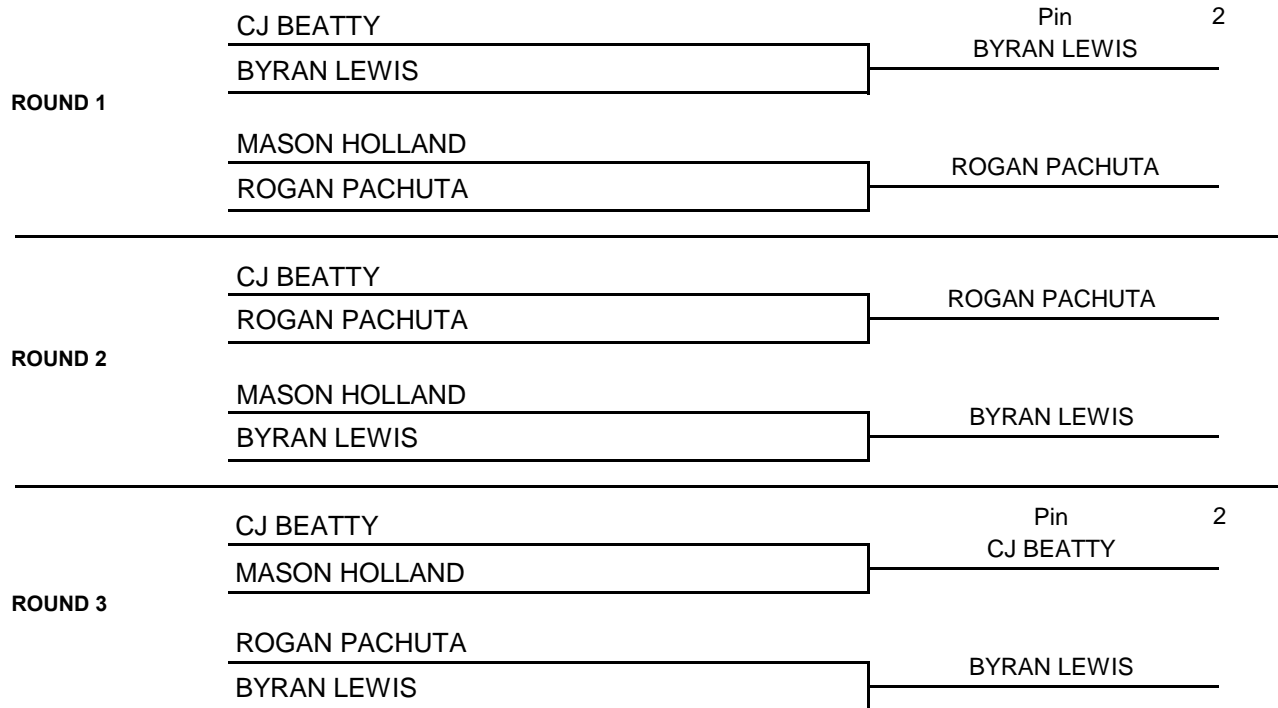 CJ BEATTY
Pin 2
BYRAN LEWIS
BYRAN LEWIS
ROUND 1
MASON HOLLAND
ROGAN PACHUTA
ROGAN PACHUTA
CJ BEATTY
ROGAN PACHUTA
ROGAN PACHUTA
ROUND 2
MASON HOLLAND
BYRAN LEWIS
BYRAN LEWIS
CJ BEATTY
Pin 2
CJ BEATTY
MASON HOLLAND
ROUND 3
ROGAN PACHUTA
BYRAN LEWIS
BYRAN LEWIS